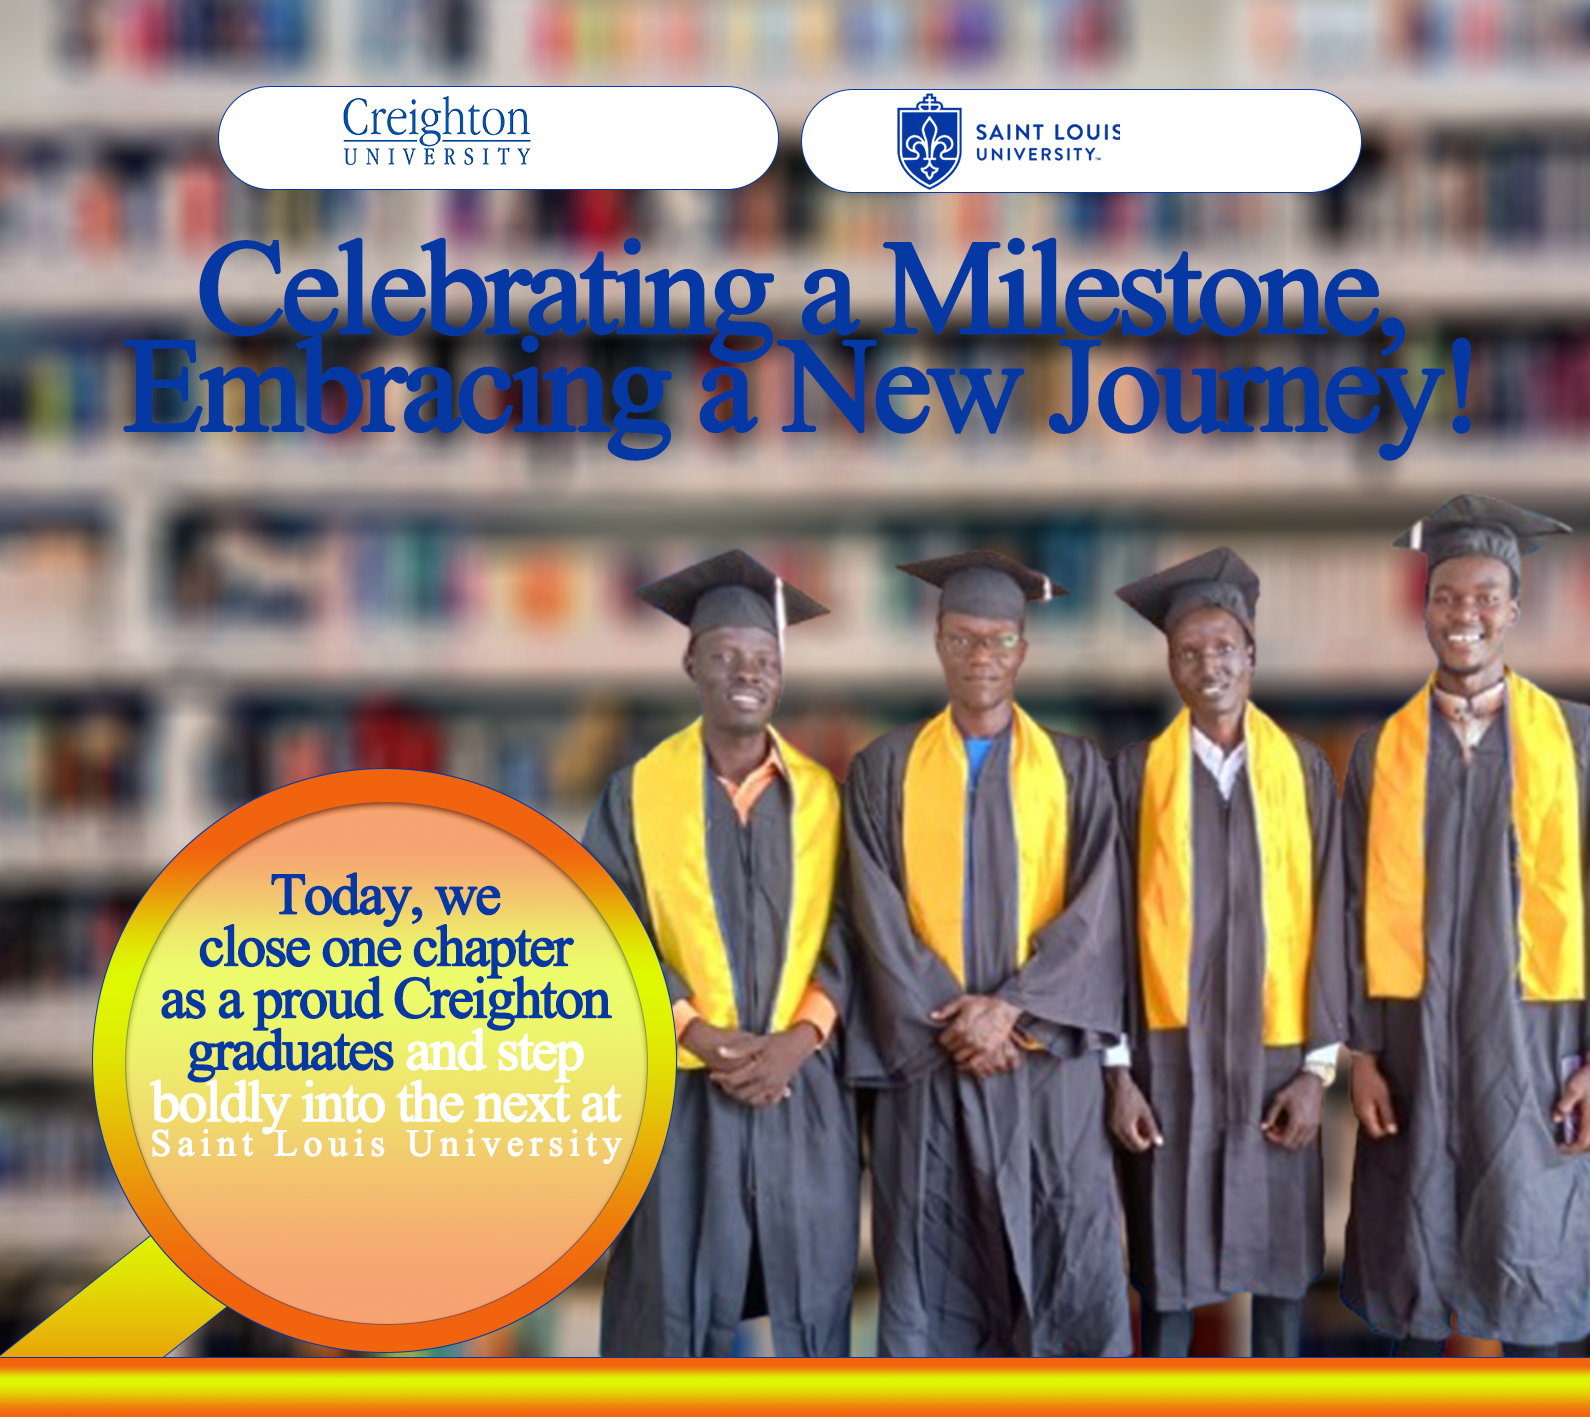 Creighton
UNIVERSITY
SAINT LOUIS
UNIVERSITY™
Celebrating a Milestone,
Embracing a New Journey!
Today, we
close one chapter
as a proud Creighton
graduates and step
boldly into the next at
Saint Louis University